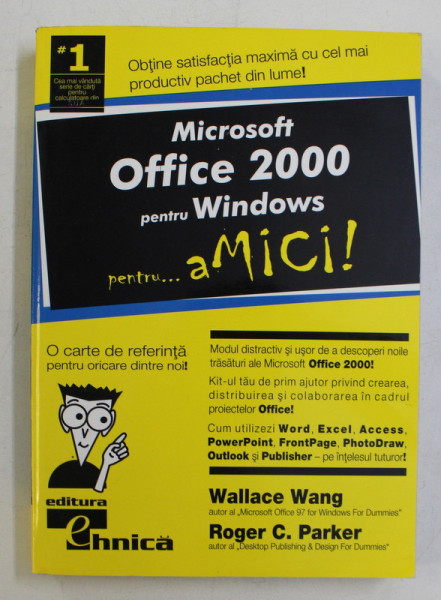 #1
Cea mai vândută
serie de cărți
pentru
calculatoare din
SUA
Obține satisfacția maximă cu cel mai
productiv pachet din lume!
Microsoft
Office 2000
pentru Windows
pentru... aMICI!
O carte de referință
pentru oricare dintre noi!
Modul distractiv și ușor de a descoperi noile
trăsături ale Microsoft Office 2000!
Kit-ul tău de prim ajutor privind crearea,
distribuirea și colaborarea în cadrul
proiectelor Office!
Cum utilizezi Word, Excel, Access,
PowerPoint, FrontPage, PhotoDraw,
Outlook și Publisher – pe înțelesul tuturor!
editura
ehnică
Wallace Wang
autor al „Microsoft Office 97 for Windows For Dummies"
Roger C. Parker
autor al „Desktop Publishing & Design For Dummies"